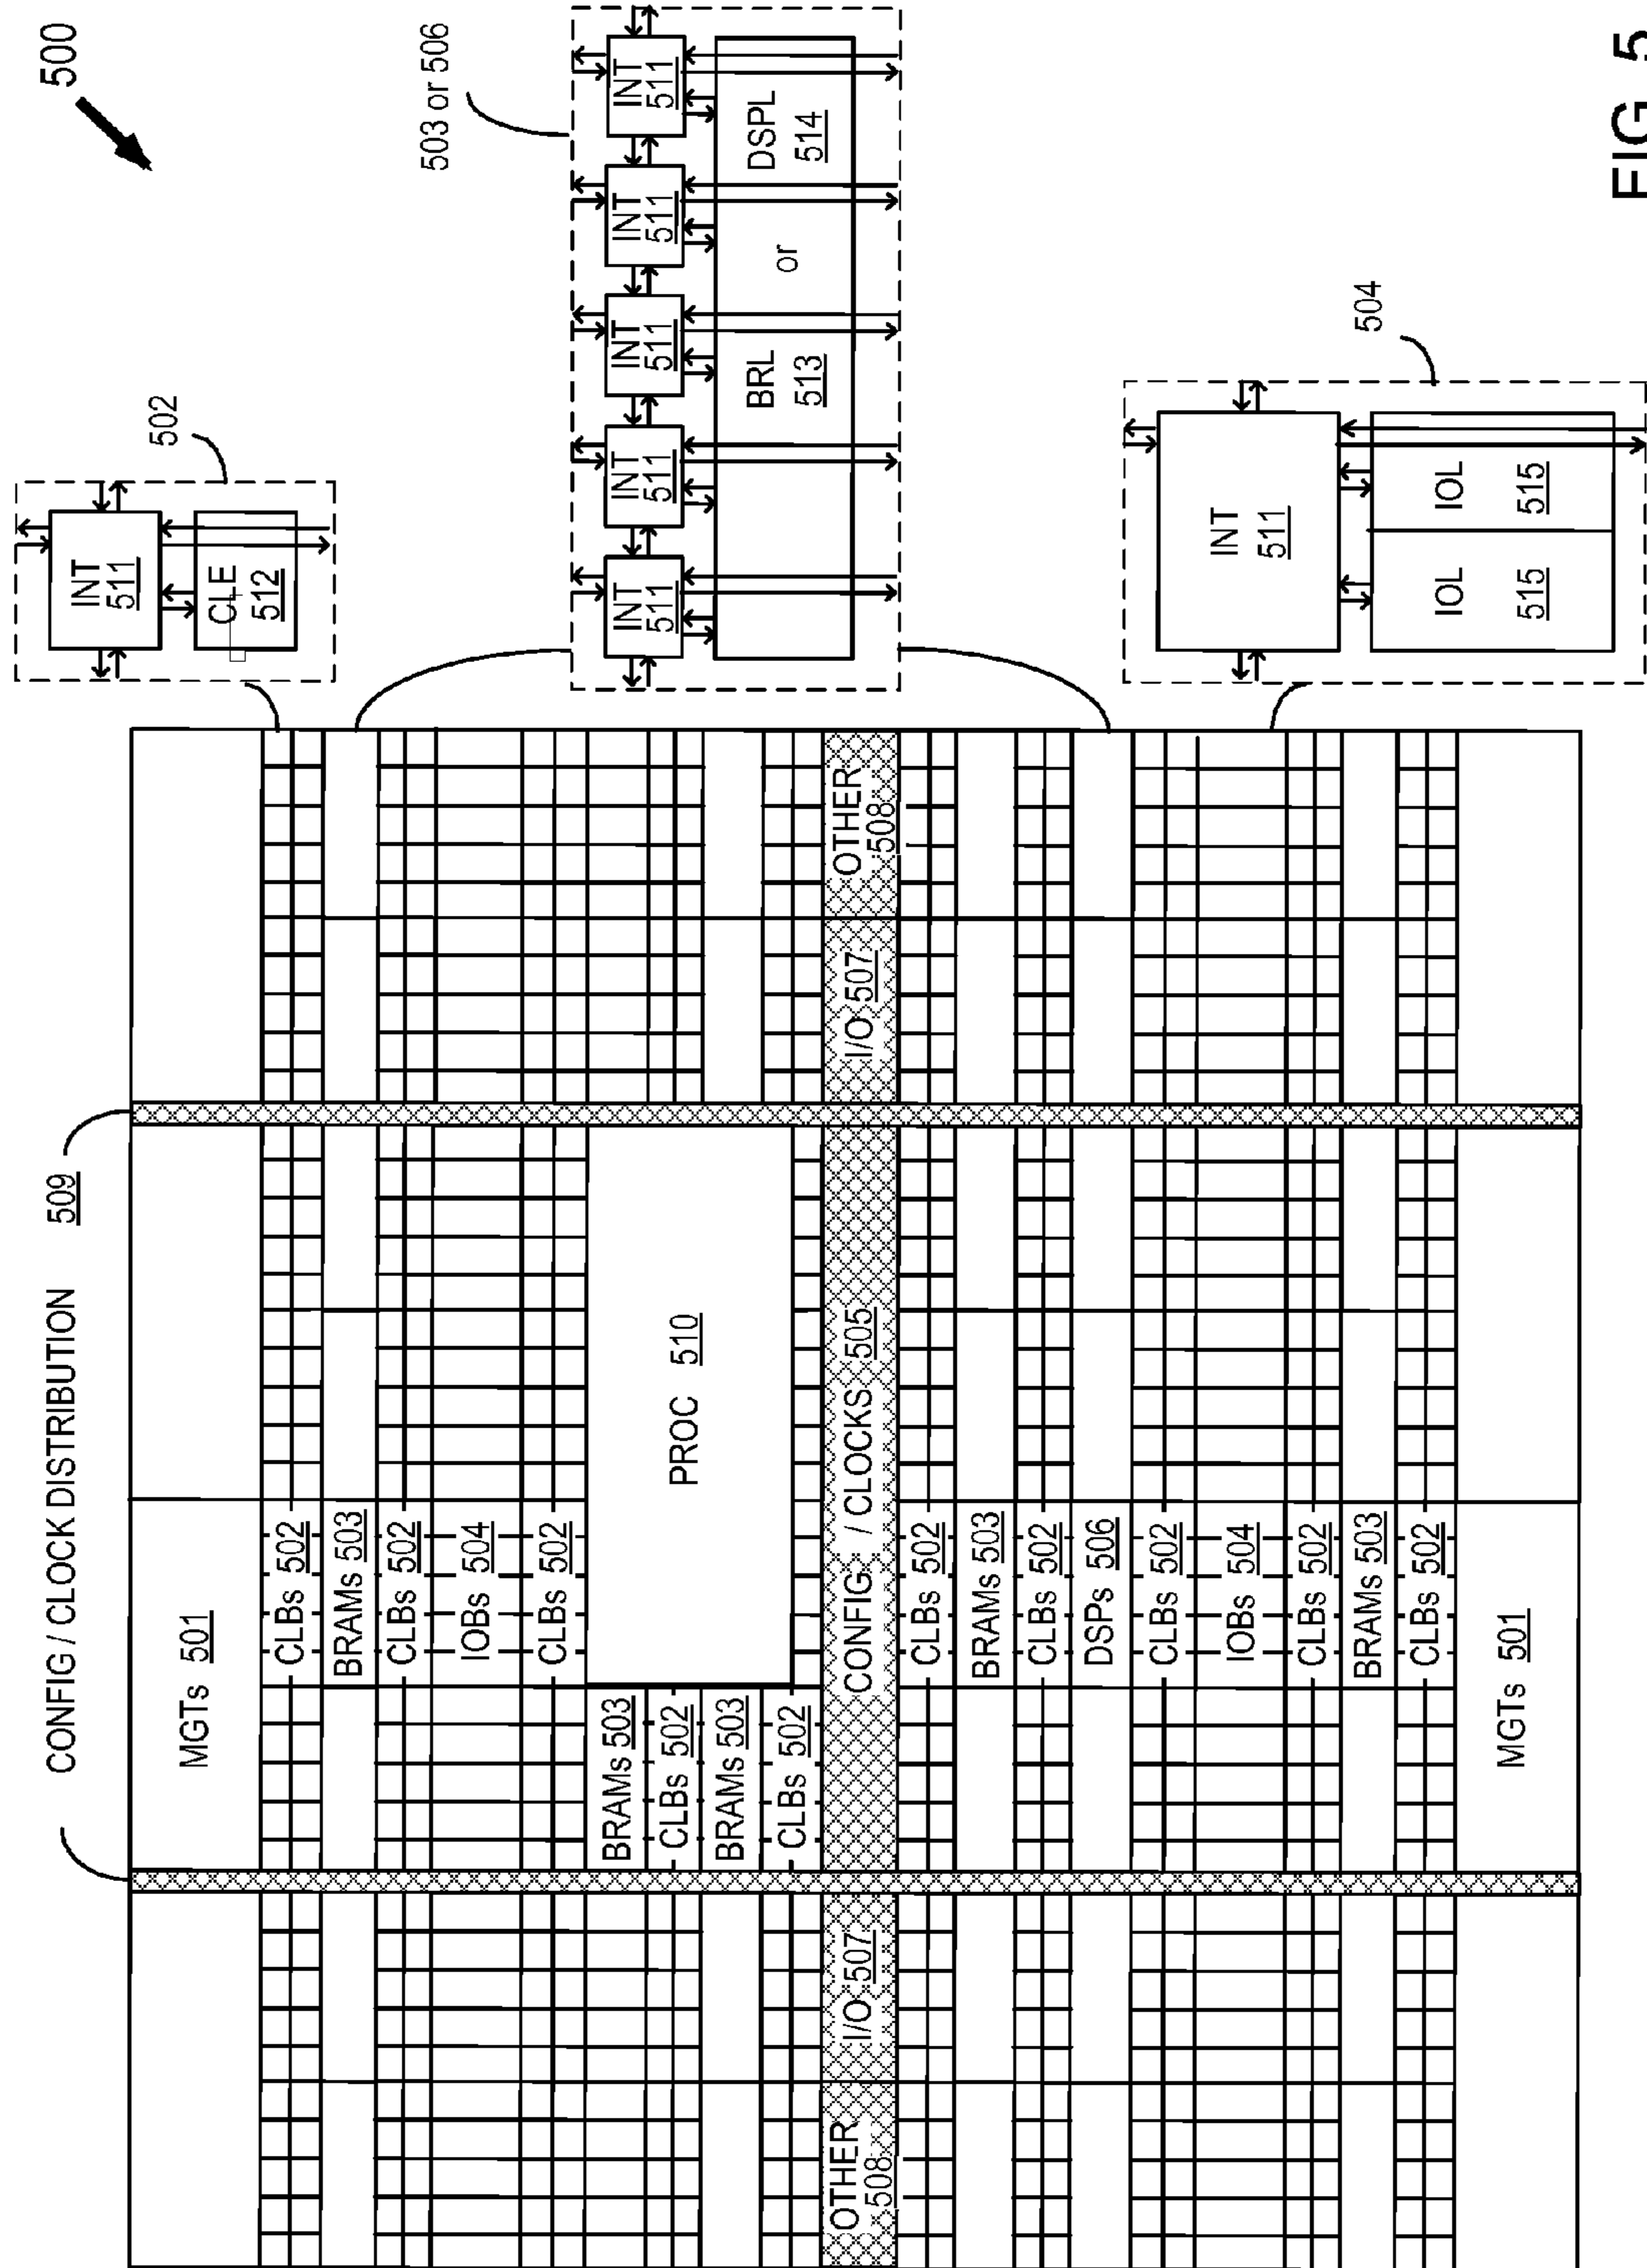 500
CONFIG / CLOCK DISTRIBUTION 509
MGTs 501
CLBs 502
BRAMs 503
CLBs 502
IOBs 504
CLBs 502
BRAMs 503
CLBs 502
BRAMs 503
CLBs 502
PROC 510
OTHER
508
I/O 507
CONFIG / CLOCKS 505
I/O 507
OTHER
508
CLBs 502
BRAMs 503
CLBs 502
DSPs 506
CLBs 502
IOBs 504
CLBs 502
BRAMs 503
CLBs 502
MGTs 501
502
INT
511
CLE
512
503 or 506
INT
511
INT
511
INT
511
INT
511
INT
511
BRL
513
or
DSPL
514
504
INT
511
IOL
515
IOL
515
FIG. 5